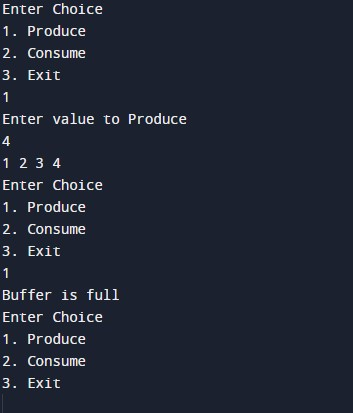 Enter Choice
1. Produce
2. Consume
3. Exit
1
Enter value to Produce
4
1 2 3 4
Enter Choice
1. Produce
2. Consume
3. Exit
1
Buffer is full
Enter Choice
1. Produce
2. Consume
3. Exit